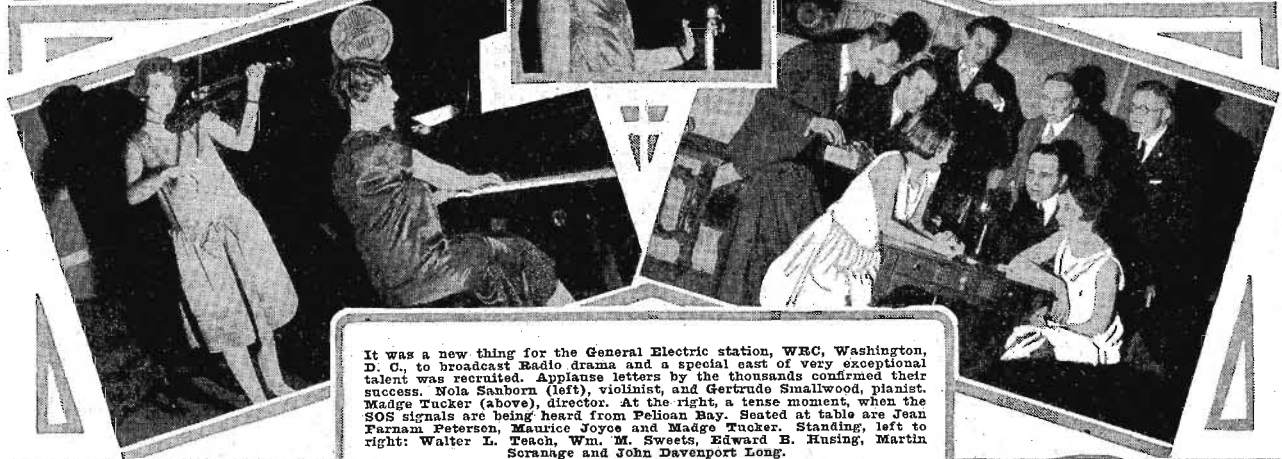 It was a new thing for the General Electric station, WRC, Washington,
D. C., to broadcast Radio drama and a special cast of very exceptional
talent was recruited. Applause letters by the thousands confirmed their
success. Nola Sanborn (left), violinist, and Gertrude Smallwood, pianist.
Madge Tucker (above), director. At the right, a tense moment, when the
SOS signals are being heard from Pelican Bay. Seated at table are Jean
Farnam Peterson, Maurice Joyce and Madge Tucker. Standing, left to
right: Walter L. Teach, Wm. M. Sweets, Edward B. Husing, Martin
Scranage and John Davenport Long.